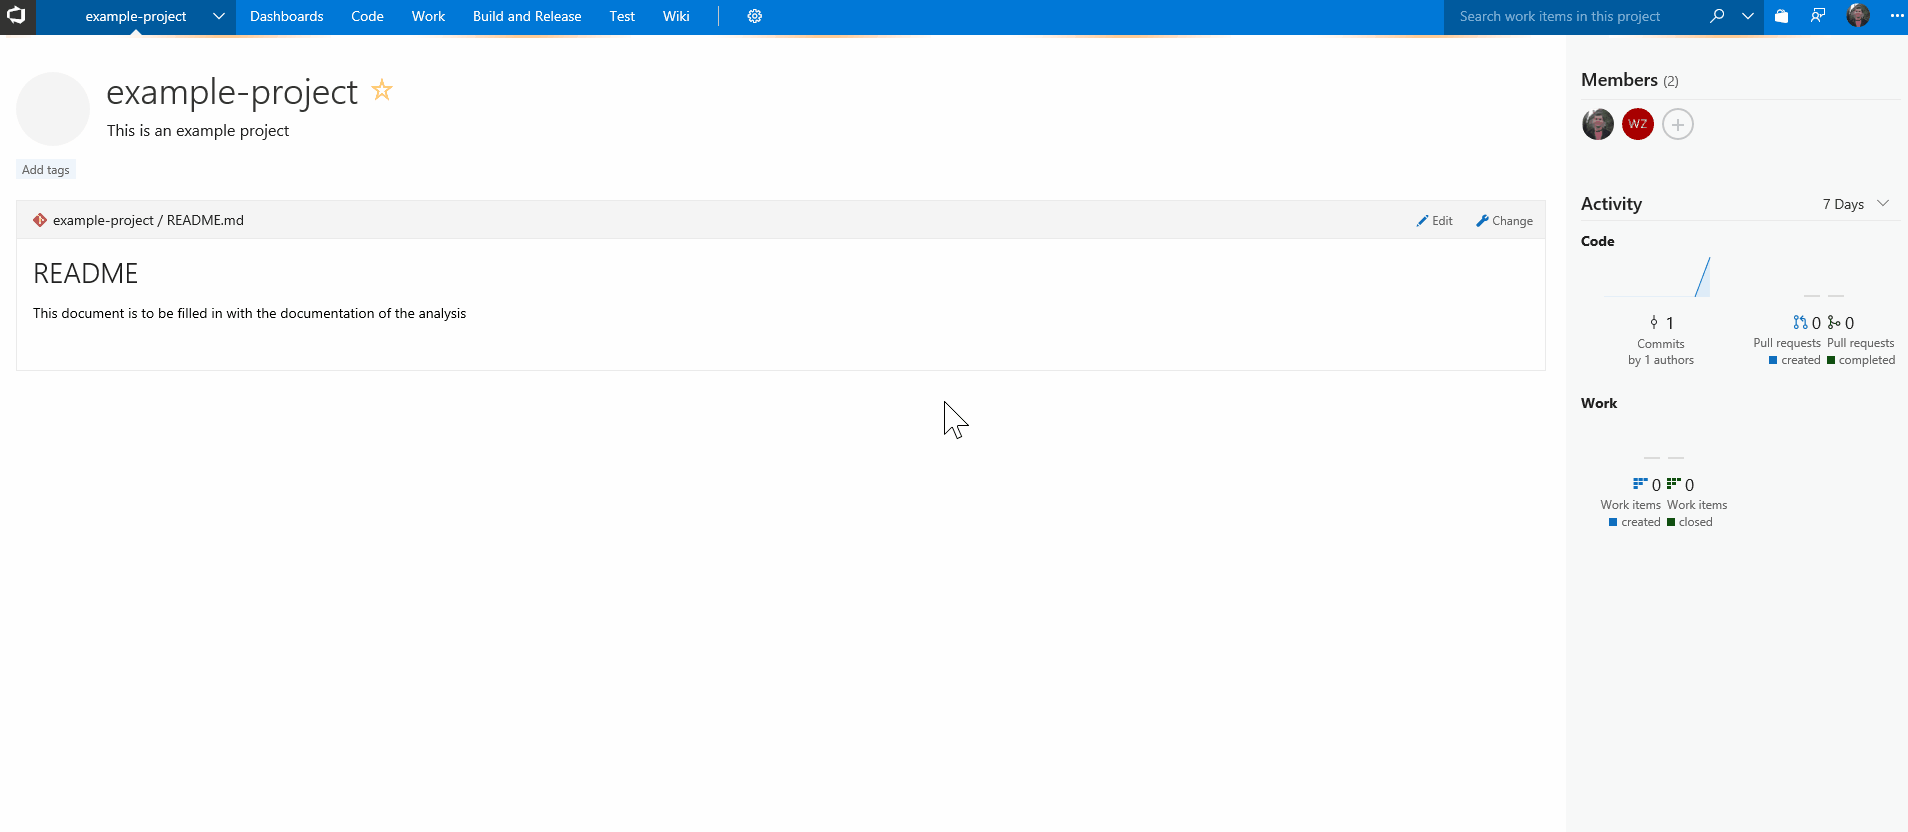 example-project Dashboards Code Work Build and Release Test Wiki Search work items in this project
example-project
This is an example project
Add tags
example-project / README.md Edit Change
README
This document is to be filled in with the documentation of the analysis
Members (2)
WZ
Activity 7 Days
Code
1
Commits
by 1 authors
0 0
Pull requests Pull requests
created completed
Work
0 0
Work items Work items
created closed